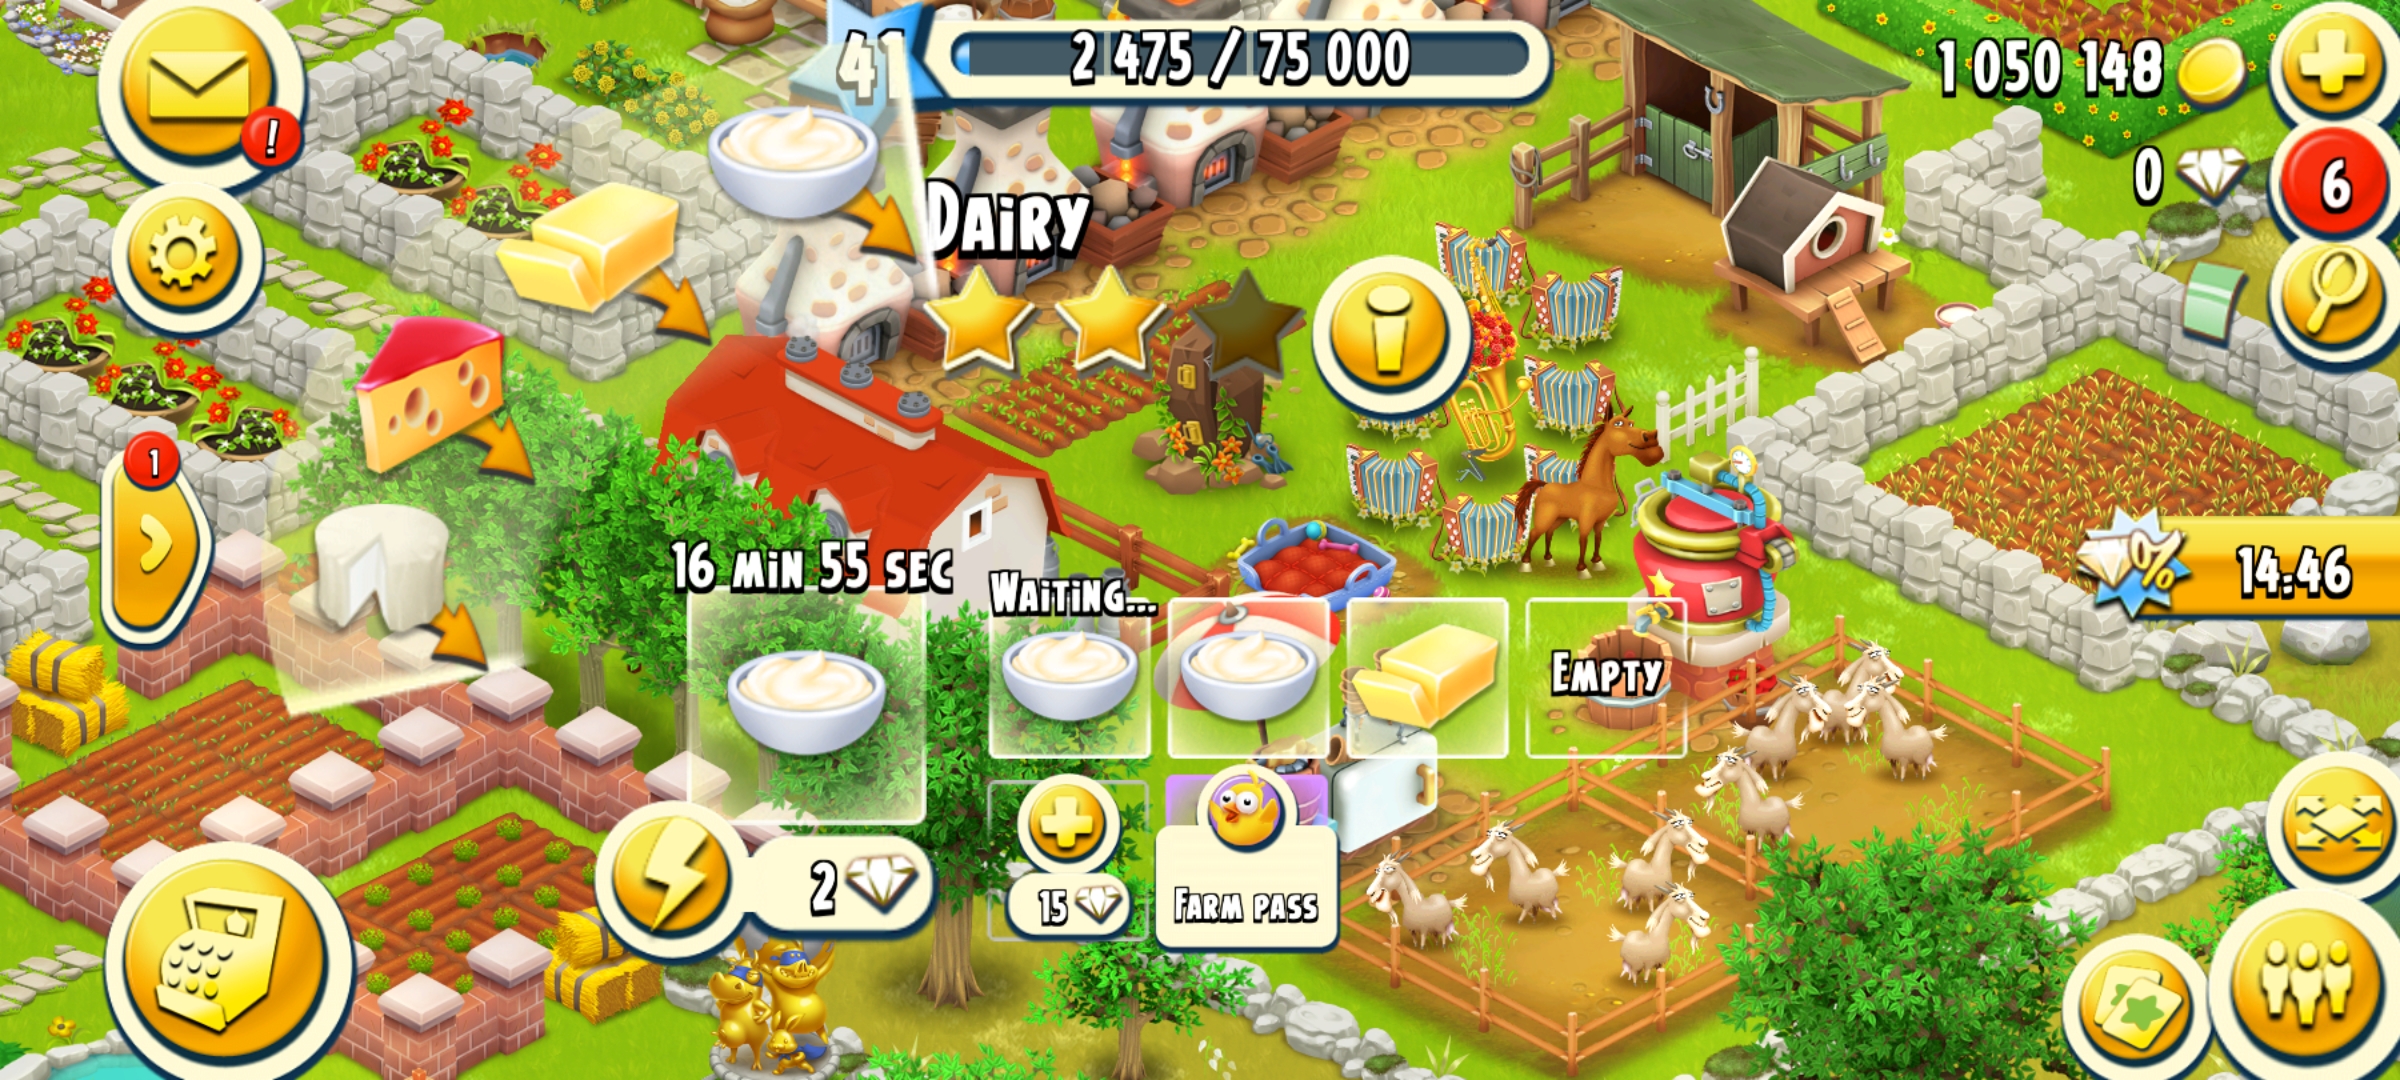 41
2 475 / 75 000
1 050 148
!
0
6
DAiRY
1
16 MiN 55 SEC
WAiTiNG...
%
14:46
EMPTY
2
15
FARM PASS